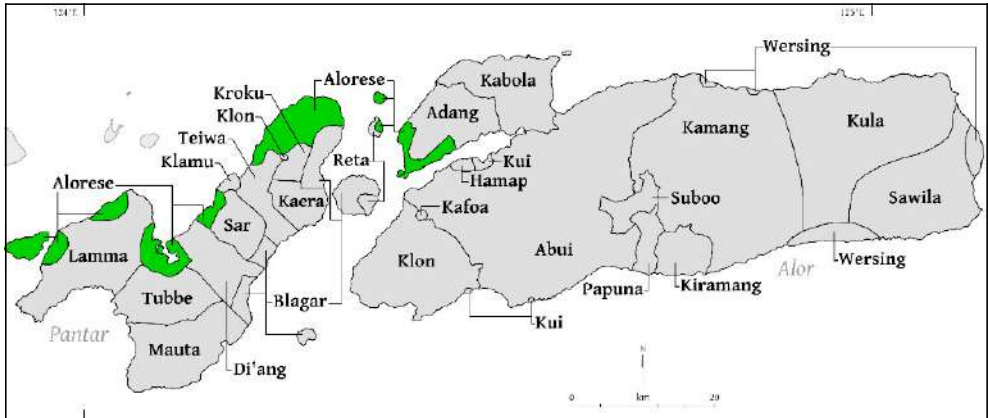 124°E
125°E
Wersing
Alorese
Kabola
Kroku
Klon
Adang
Kamang
Kula
Teiwa
Klamu
Reta
Kui
Hamap
Alorese
Kaera
Suboo
Sawila
Sar
Kafoa
Lamma
Klon
Abui
Wersing
Alor
Tubbe
Blagar
Papuna
Kiramang
Pantar
Kui
Mauta
Di'ang
N
0 km 20